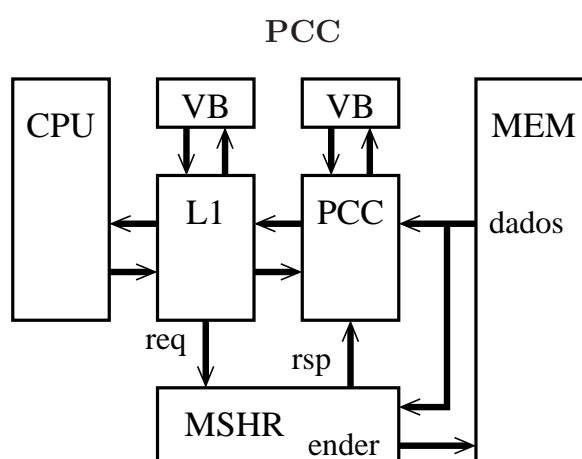 PCC
VB VB
CPU MEM
L1 PCC
dados
req rsp
MSHR
ender